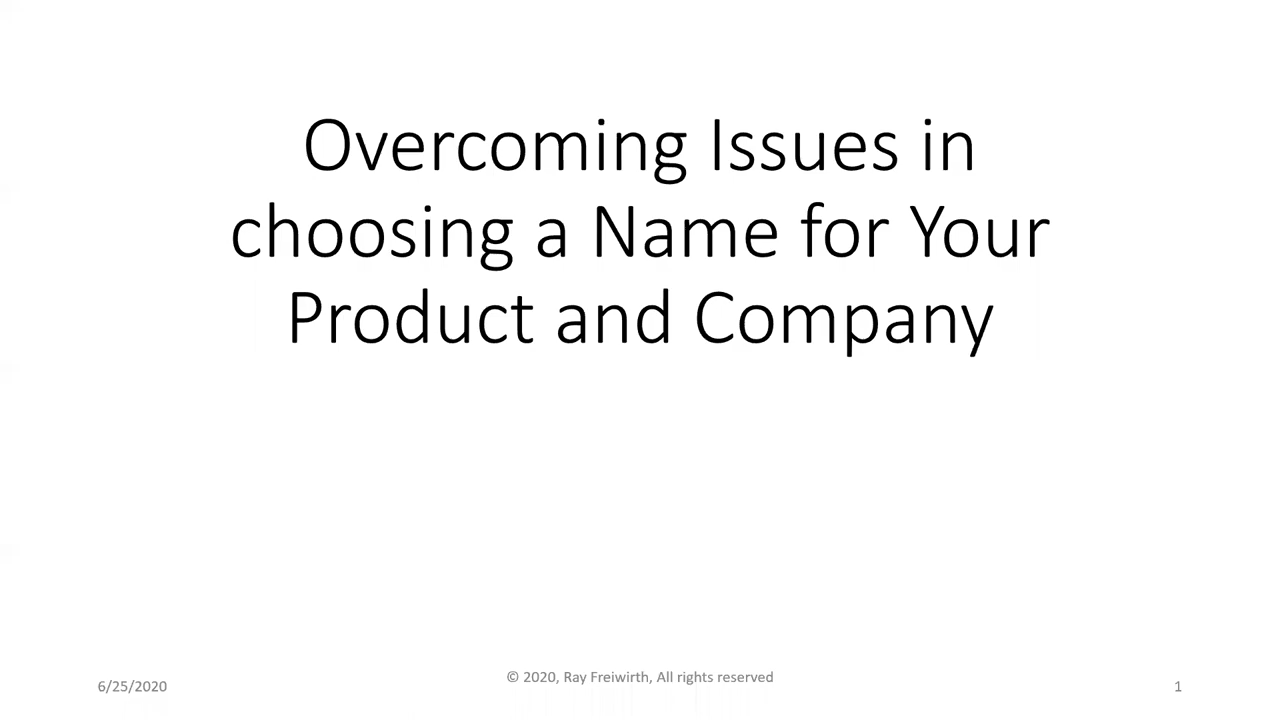 Overcoming Issues in
choosing a Name for Your
Product and Company
6/25/2020
© 2020, Ray Freiwirth, All rights reserved
1